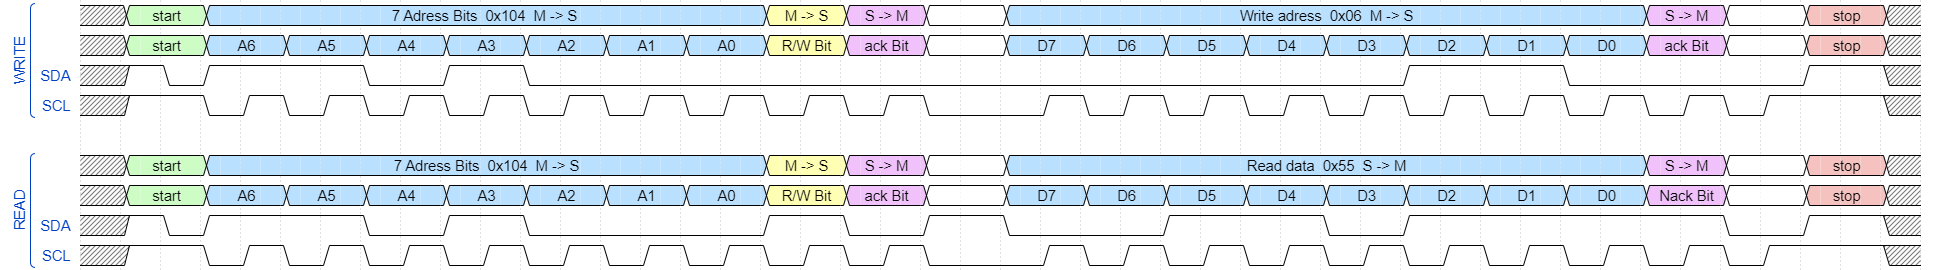 WRITE
start 7 Adress Bits 0x104 M -> S M -> S S -> M Write adress 0x06 M -> S S -> M stop
start A6 A5 A4 A3 A2 A1 A0 R/W Bit ack Bit D7 D6 D5 D4 D3 D2 D1 D0 ack Bit stop
SDA
SCL
READ
start 7 Adress Bits 0x104 M -> S M -> S S -> M Read data 0x55 S -> M S -> M stop
start A6 A5 A4 A3 A2 A1 A0 R/W Bit ack Bit D7 D6 D5 D4 D3 D2 D1 D0 Nack Bit stop
SDA
SCL